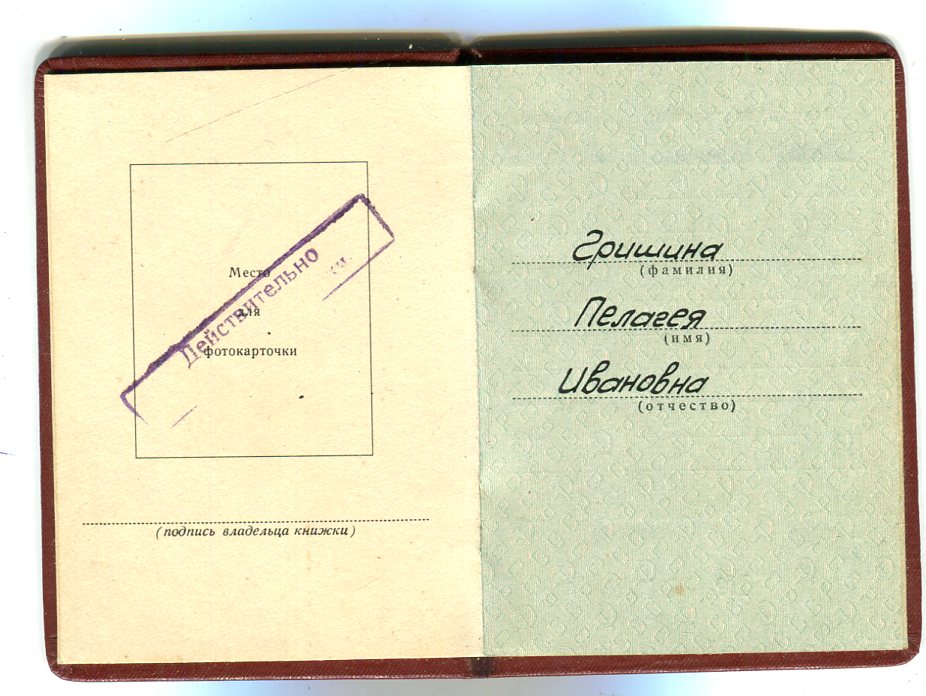 Место
для
фотокарточки
Действительно
(подпись владельца книжки)
Гришина
(фамилия)
Пелагея
(имя)
Ивановна
(отчество)